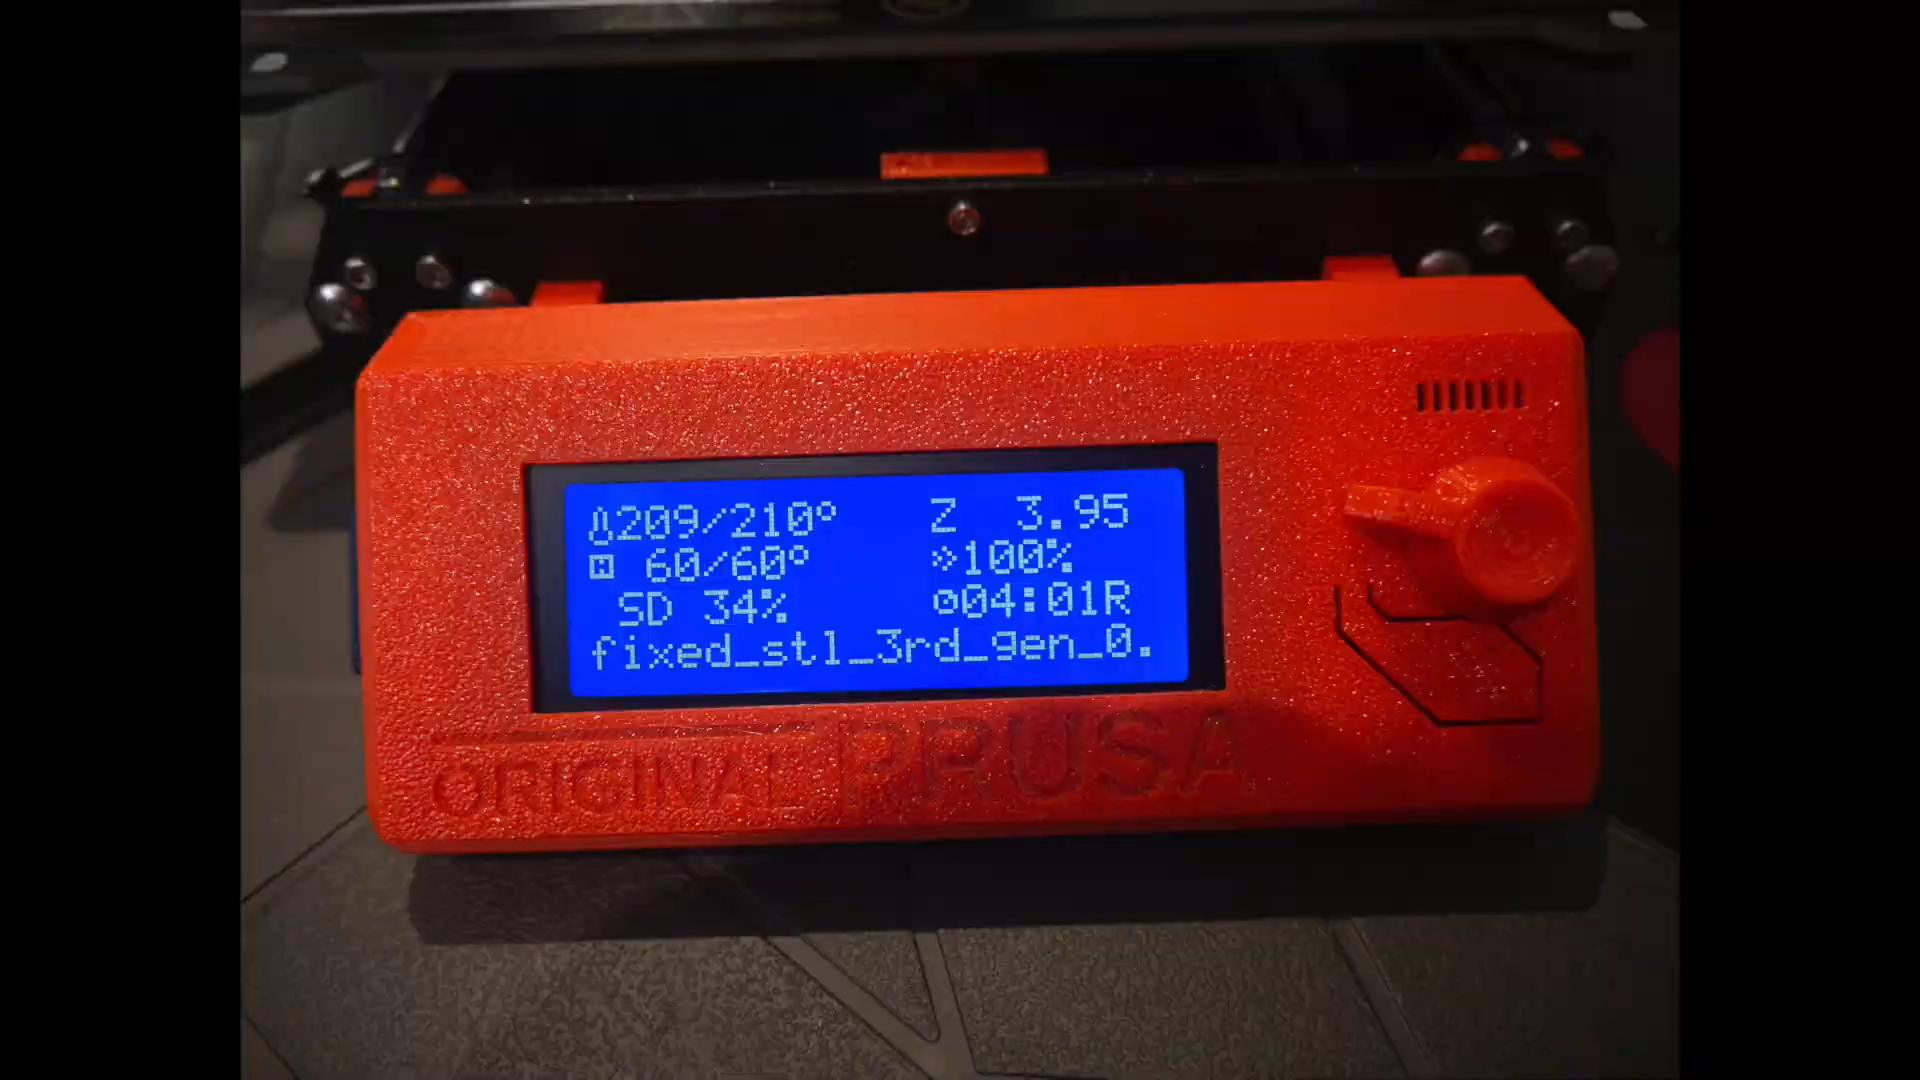 209/210° Z 3.95
60/60° 100%
SD 34% 04:01R
fixed_stl_3rd_gen_0.
ORIGINAL PRUSA